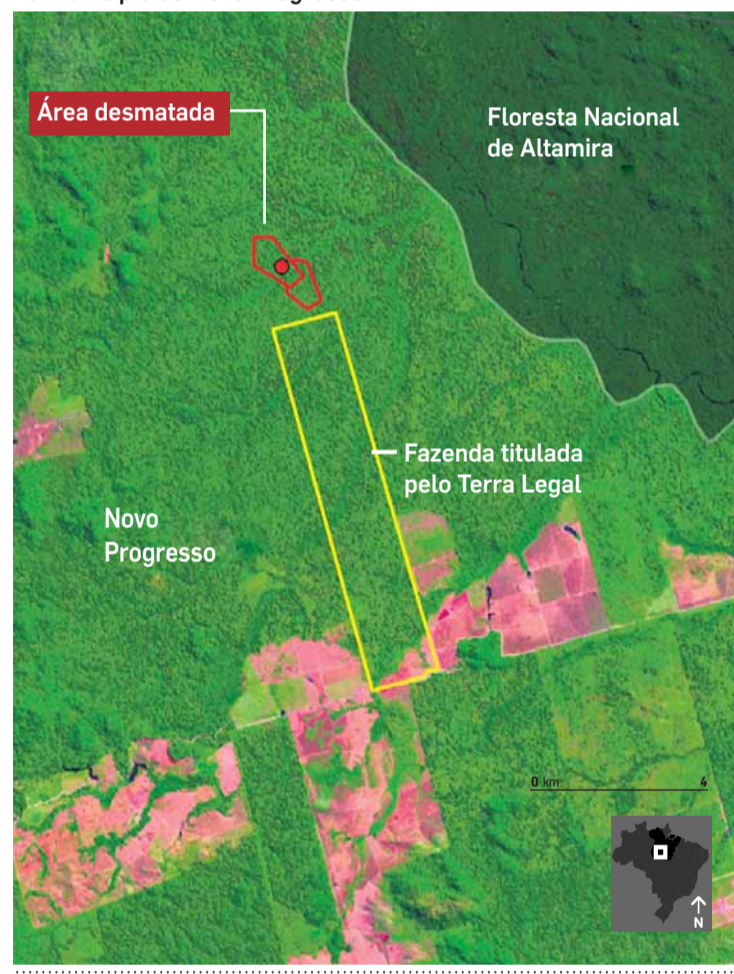 Área desmatada
Floresta Nacional
de Altamira
Fazenda titulada
pelo Terra Legal
Novo
Progresso
0 km 4
N